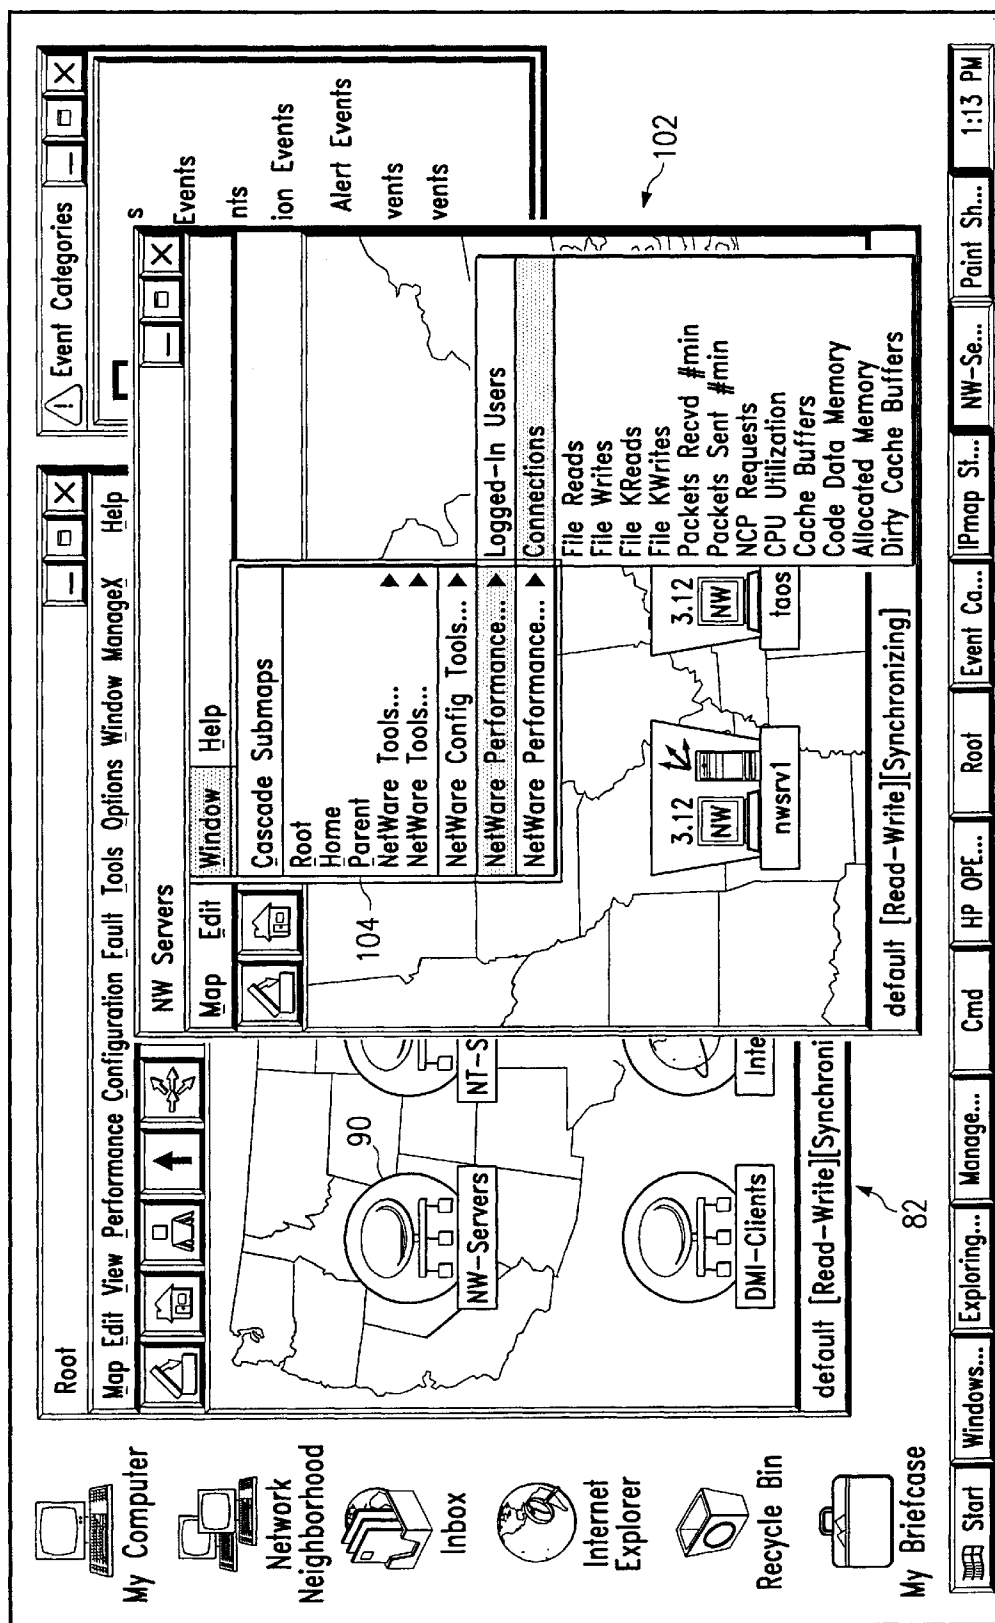 My Computer
Network
Neighborhood
Inbox
Internet
Explorer
Recycle Bin
My Briefcase
Root
Map Edit View Performance Configuration Fault Tools Options Window ManageX Help
NW-Servers
90
NT-S
DMI-Clients
Inte
default [Read-Write][Synchroni
82
Event Categories
s
Events
nts
ion Events
Alert Events
vents
vents
NW Servers
Map Edit Window Help
Cascade Submaps
Root
Home
Parent
NetWare Tools...
NetWare Tools...
NetWare Config Tools...
NetWare Performance...
NetWare Performance...
104
Logged-In Users
Connections
File Reads
File Writes
File KReads
File KWrites
Packets Recvd #min
Packets Sent #min
NCP Requests
CPU Utilization
Cache Buffers
Code Data Memory
Allocated Memory
Dirty Cache Buffers
3.12
NW
nwsrv1
3.12
NW
taos
default [Read-Write][Synchronizing]
102
Start Windows... Exploring... Manage... Cmd HP OPE... Root Event Ca... IPmap St... NW-Se... Paint Sh... 1:13 PM